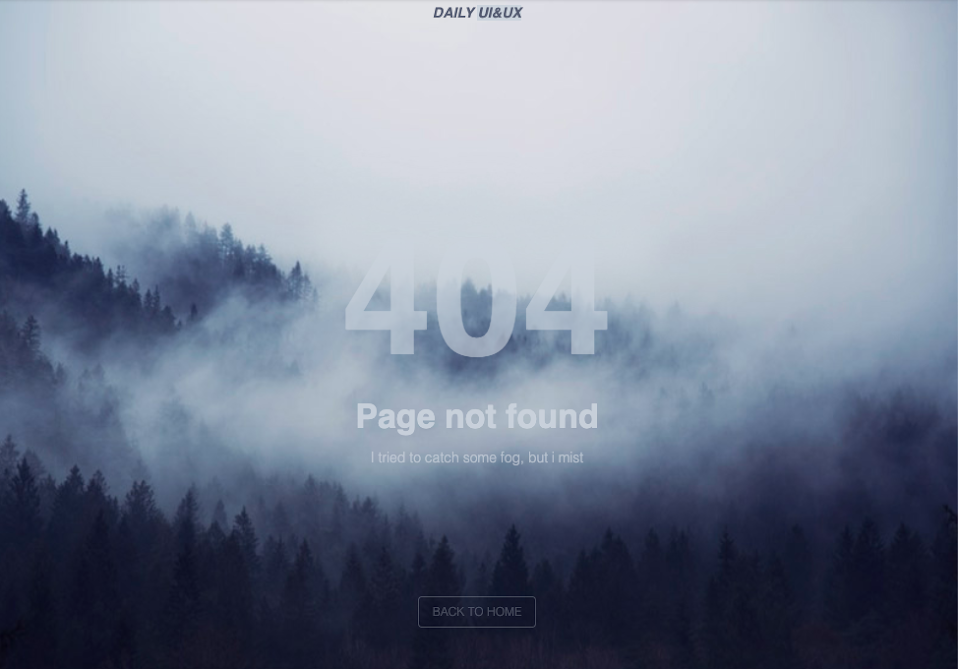 DAILY UI&UX
404
Page not found
I tried to catch some fog, but i mist
BACK TO HOME